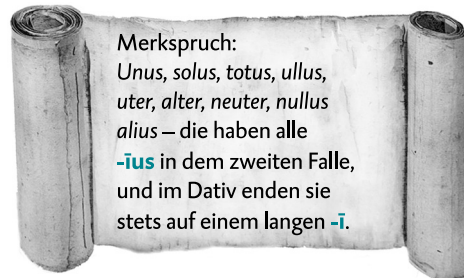 Merkspruch:
Unus, solus, totus, ullus,
uter, alter, neuter, nullus
alius – die haben alle
-īus in dem zweiten Falle,
und im Dativ enden sie
stets auf einem langen -ī.